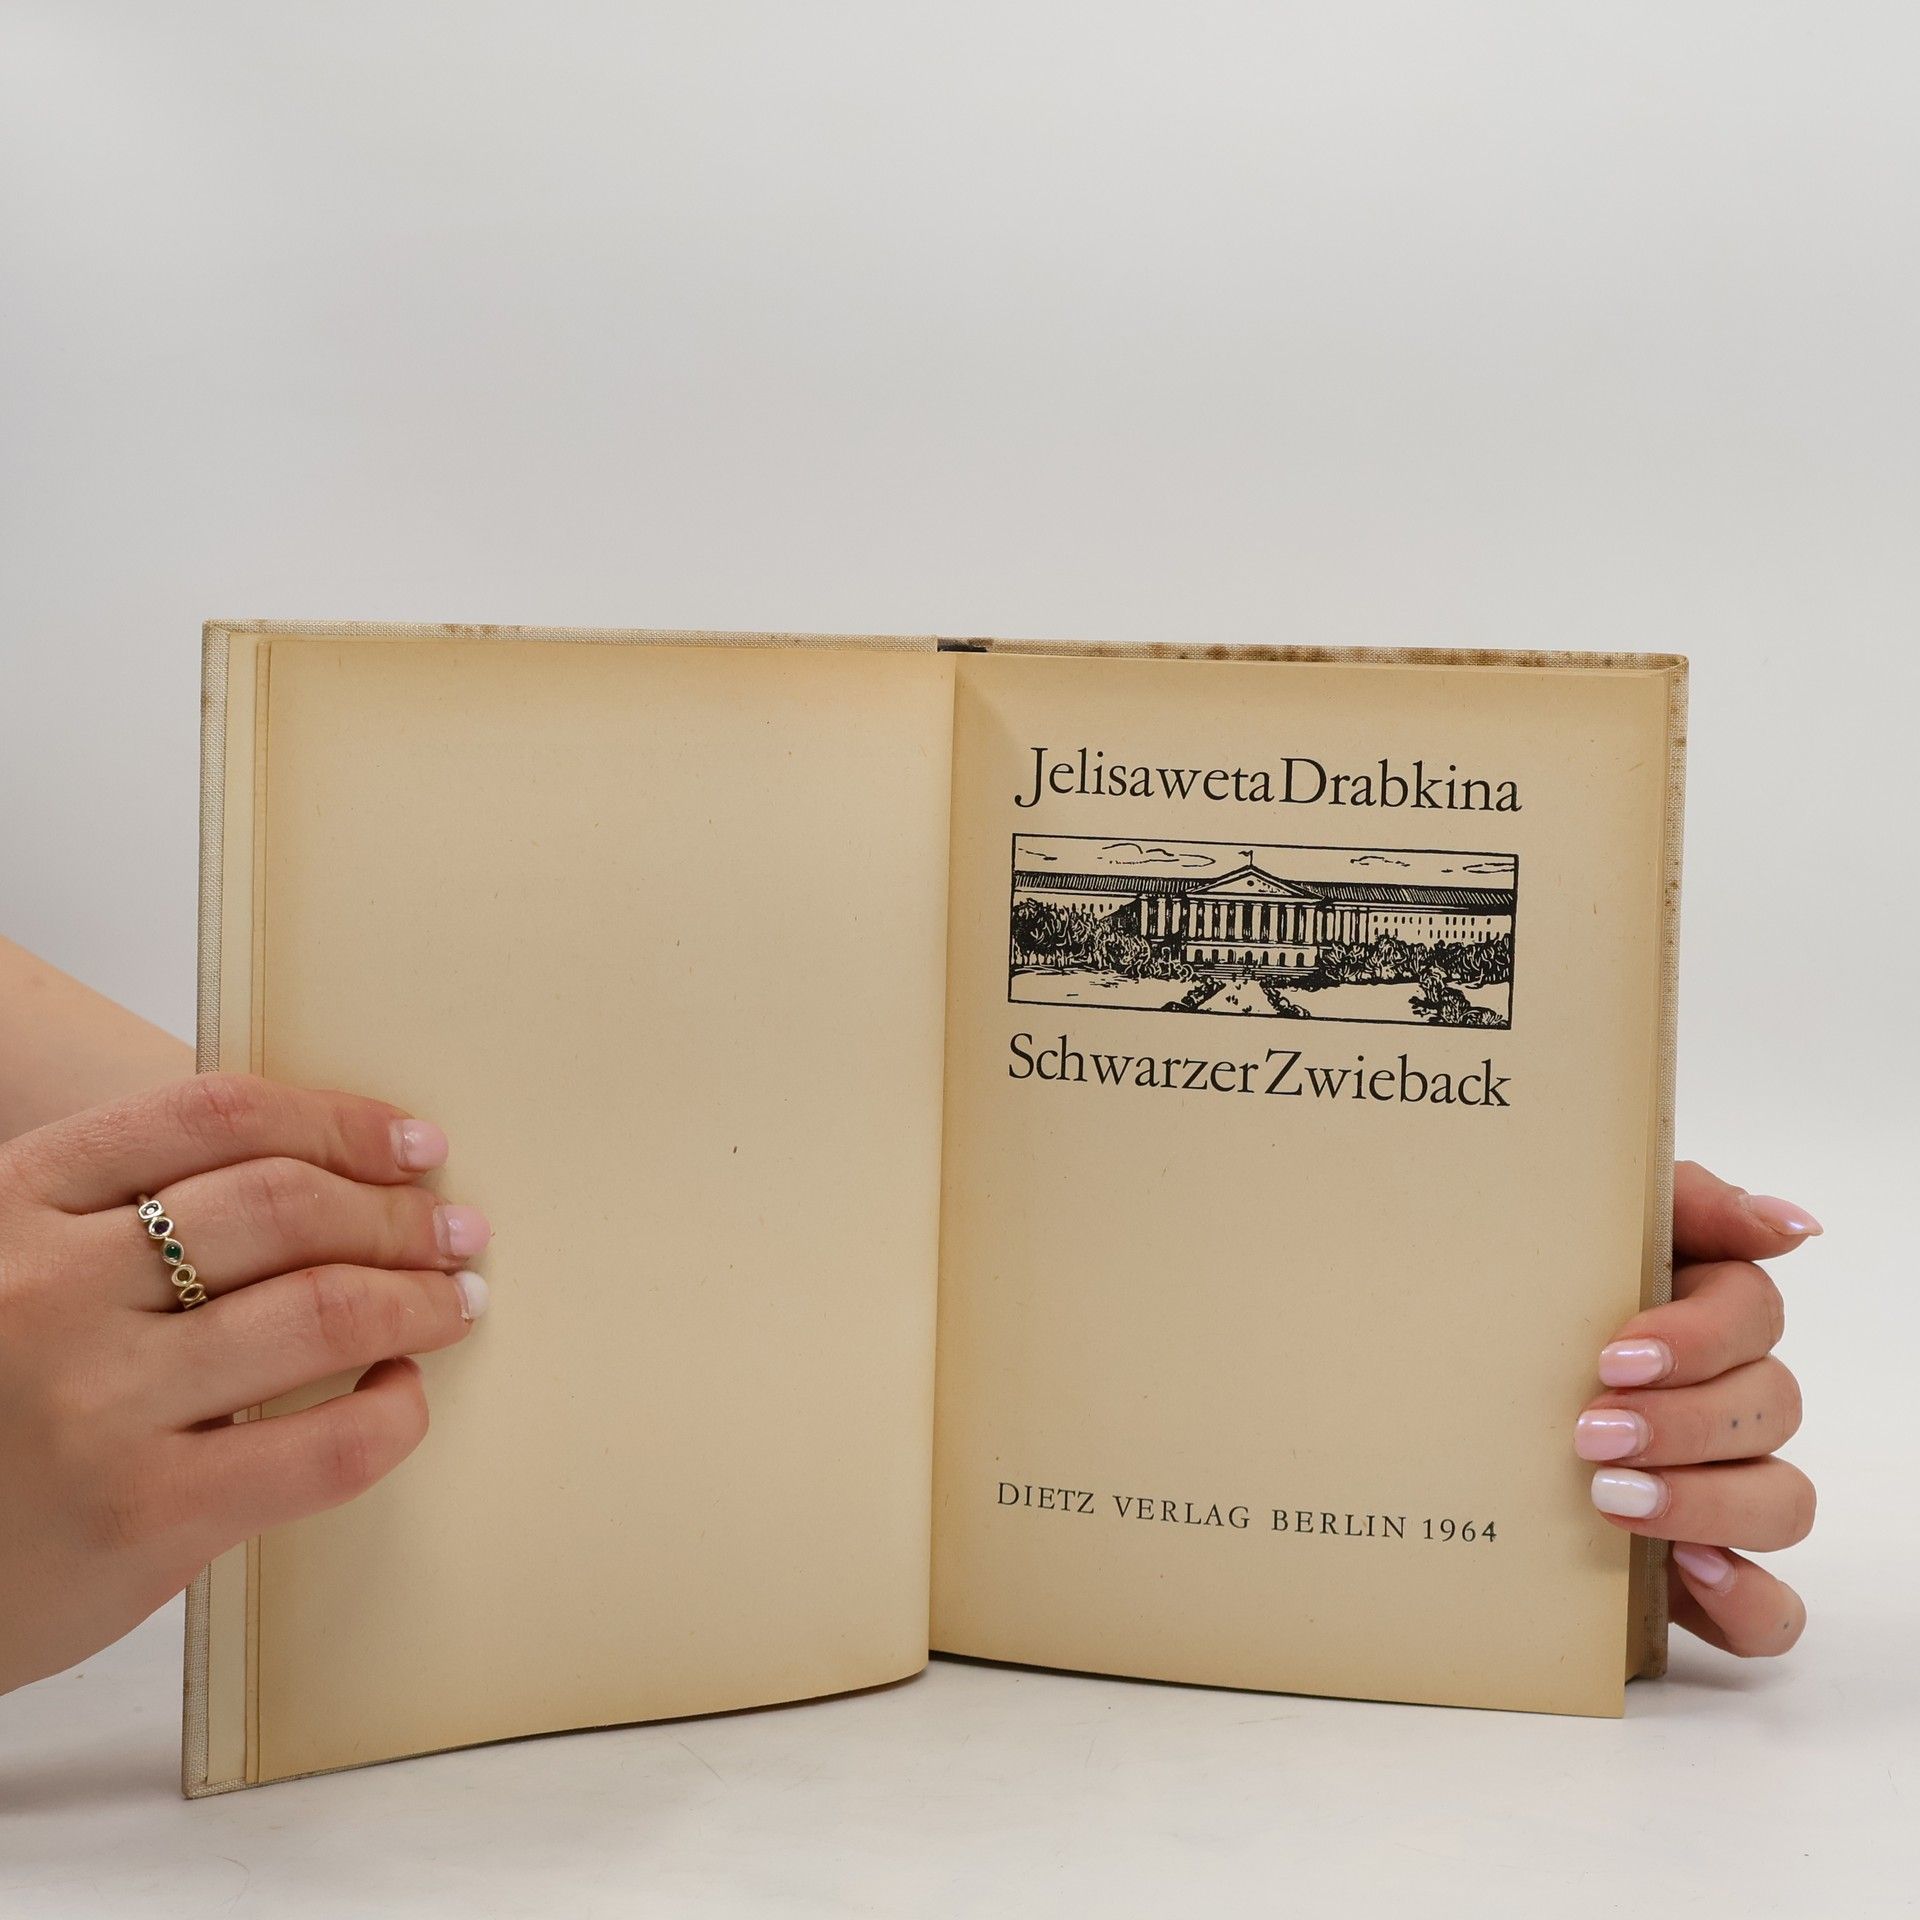 Jelisaweta Drabkina
Schwarzer Zwieback
DIETZ VERLAG BERLIN 1964